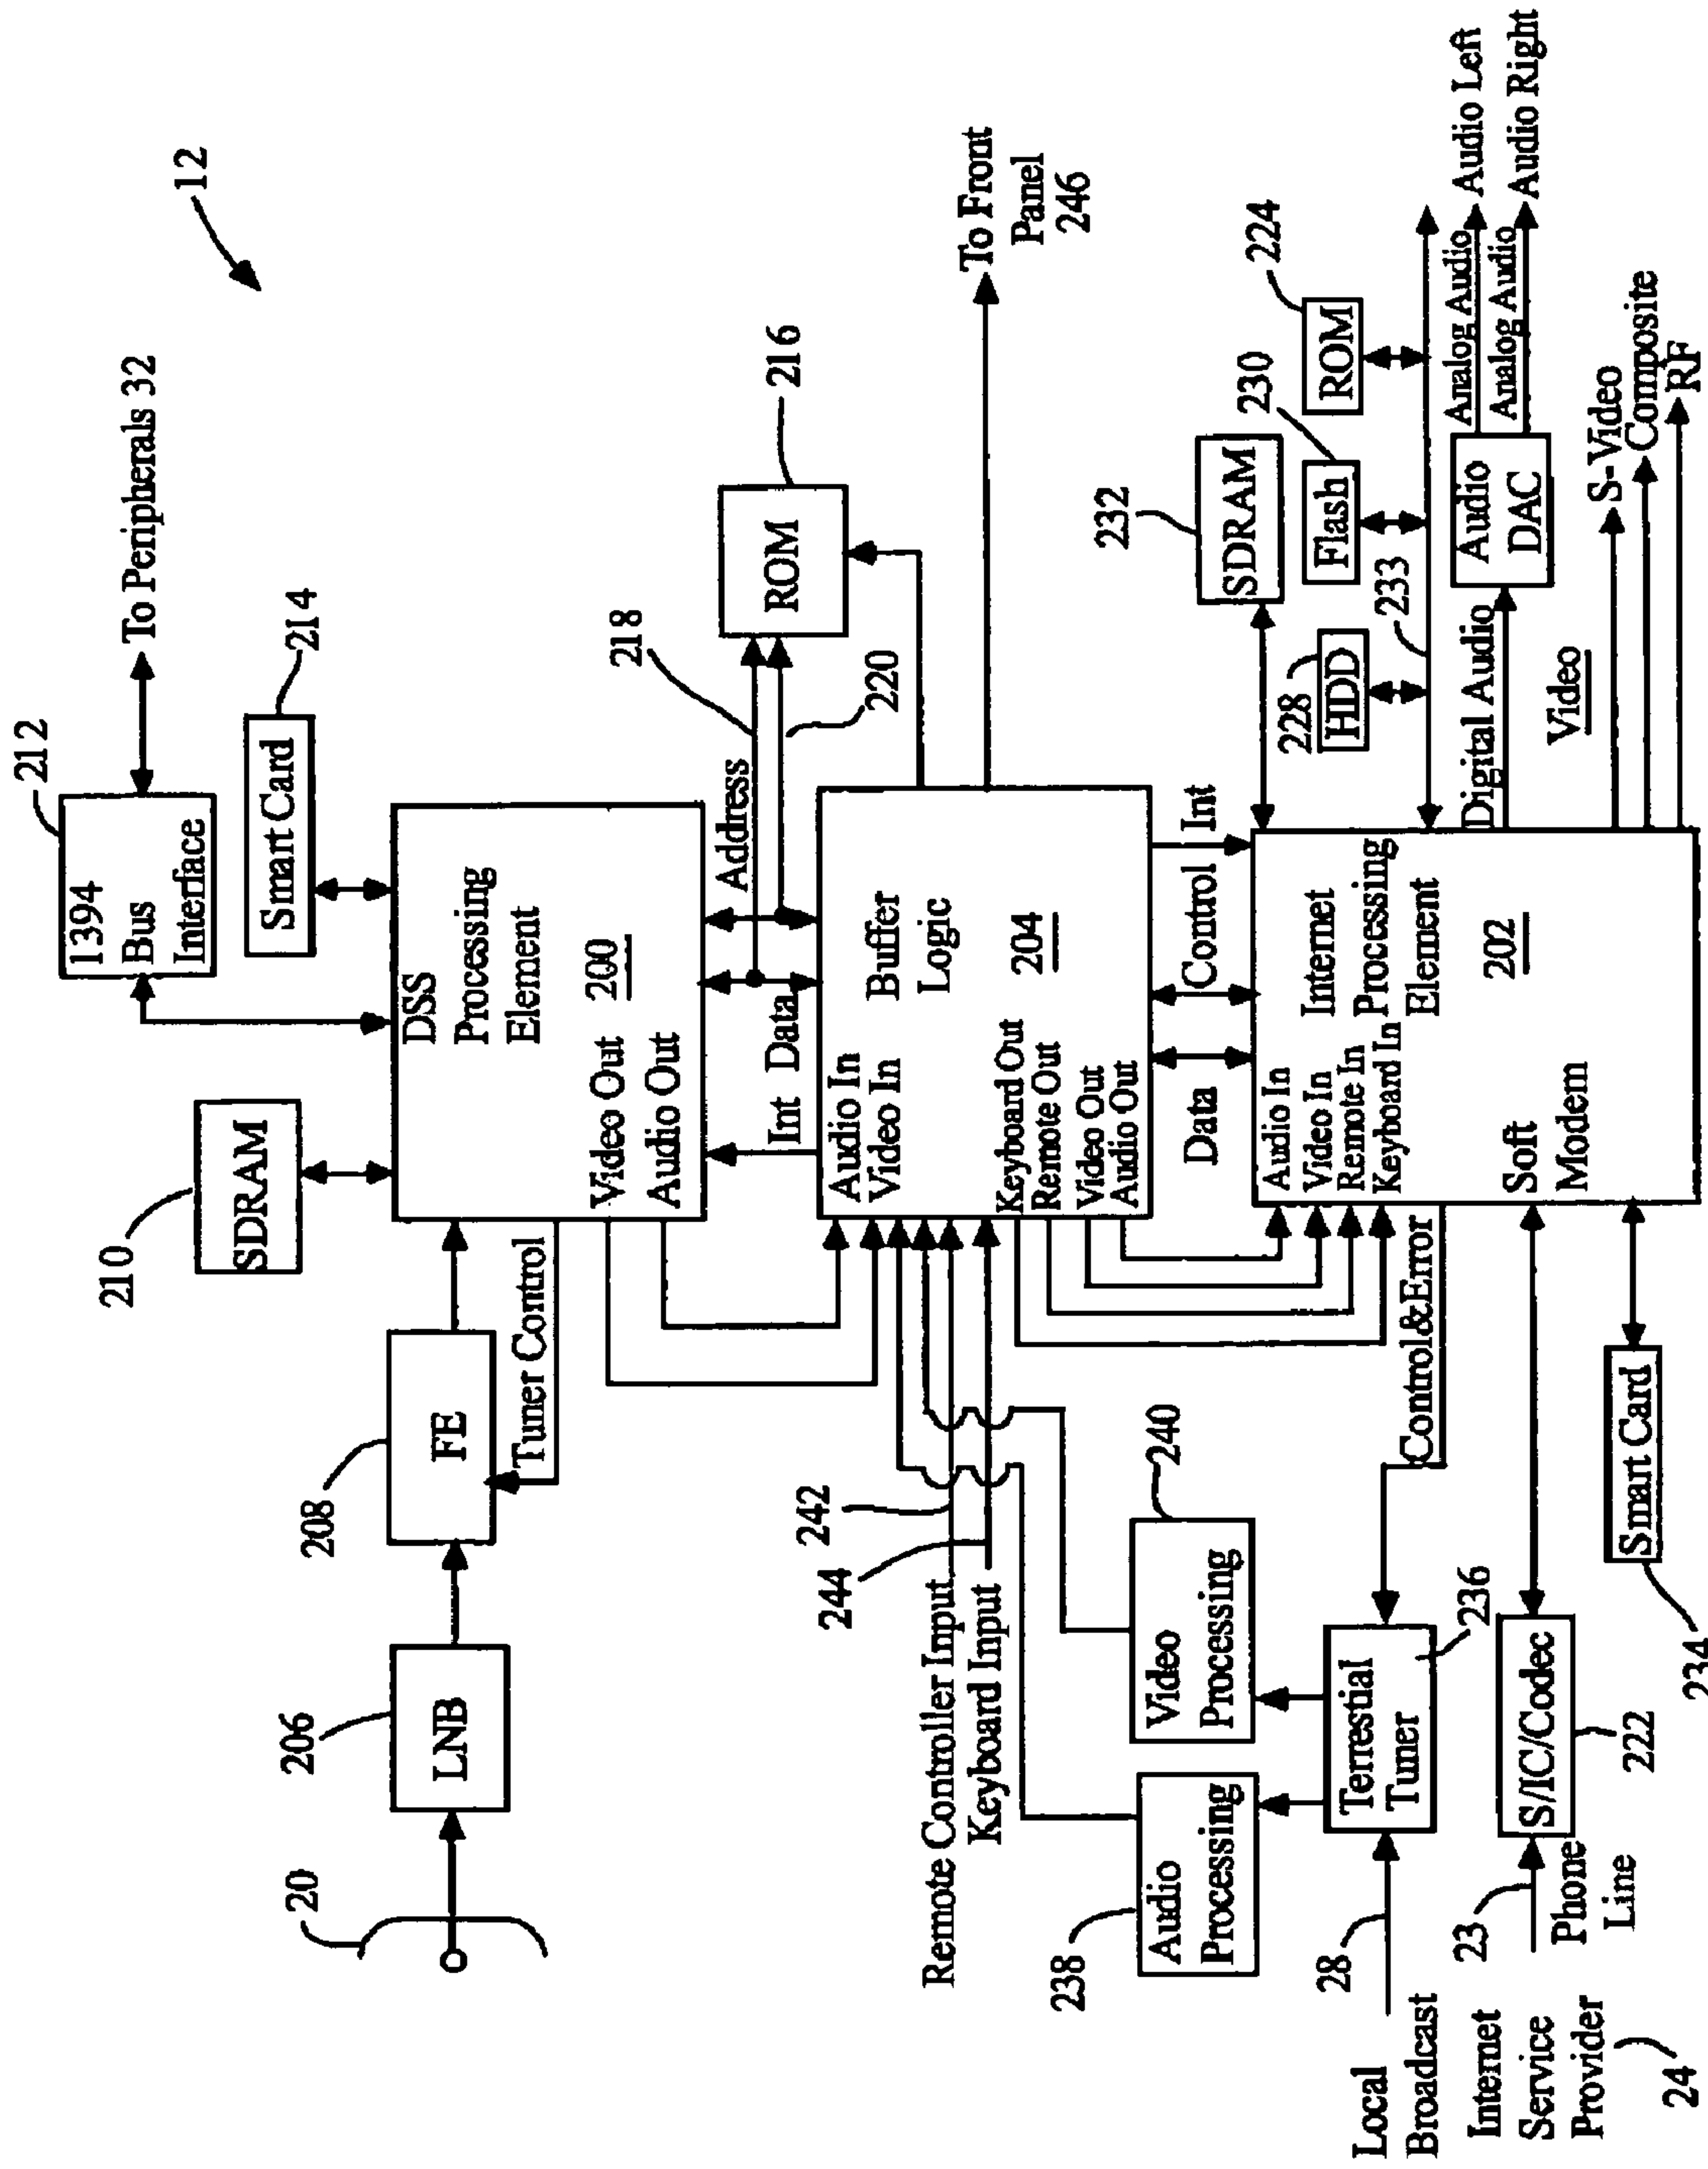 12
212
1394
Bus
Interface
To Peripherals 32
214
Smart Card
210
SDRAM
20
206
LNB
208
FE
Tuner Control
DSS
Processing
Element
200
Video Out
Audio Out
216
ROM
218
220
Address
Int Data
Audio In
Video In
Buffer
Logic
204
Keyboard Out
Remote Out
Video Out
Audio Out
To Front
Panel
246
242
244
Remote Controller Input
Keyboard Input
240
Video
Processing
238
Audio
Processing
Data
Control Int
232
SDRAM
230
Flash
224
ROM
228
HDD
233
Audio In
Video In
Remote In
Keyboard In
Internet
Processing
Element
202
Soft
Modem
Control&Error
Digital Audio
Audio
DAC
Analog Audio
Audio Left
Analog Audio
Audio Right
Video
S-Video
Composite
RF
Local
Broadcast
28
Terrestial
Tuner
236
Internet
Service
Provider
24
23
Phone
Line
S/IC/Codec
222
Smart Card
234